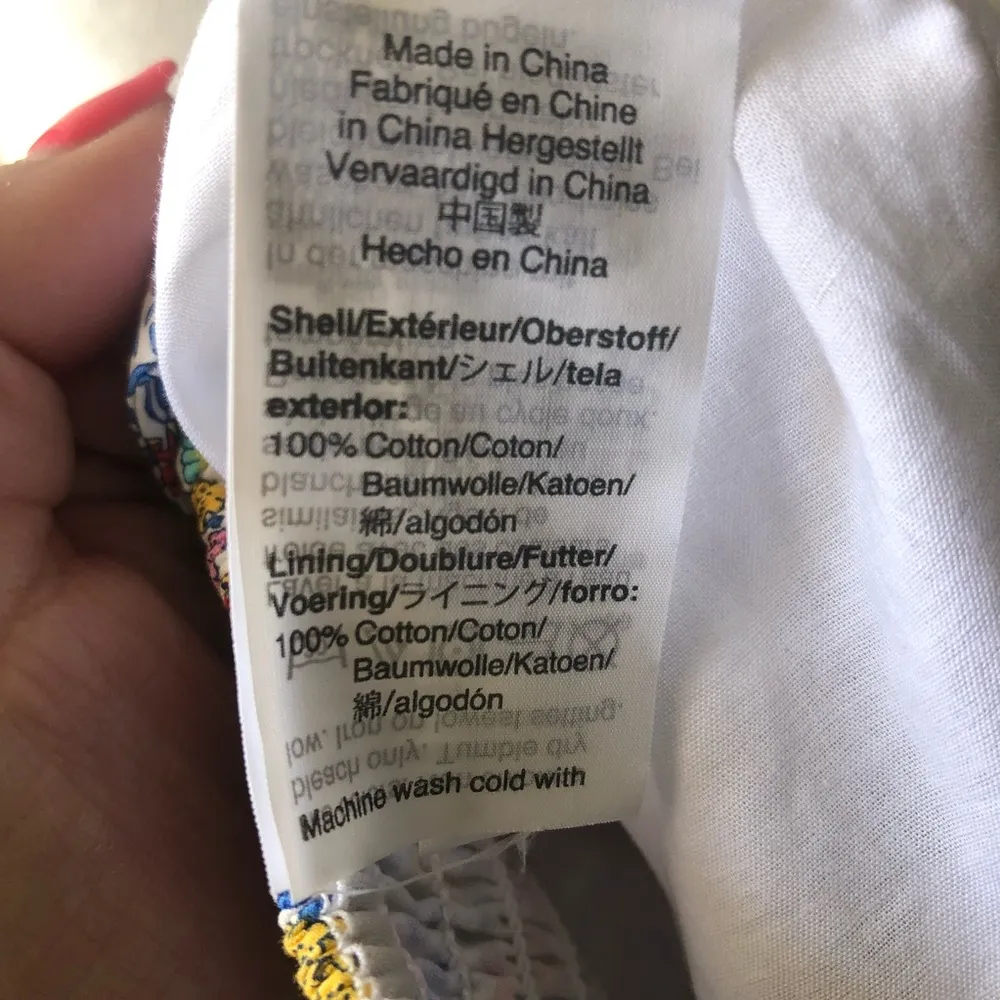 Made in China
Fabriqué en Chine
in China Hergestellt
Vervaardigd in China
中国製
Hecho en China
Shell/Extérieur/Oberstoff/
Buitenkant/シェル/tela
exterior:
100% Cotton/Coton/
Baumwolle/Katoen/
綿/algodón
Lining/Doublure/Futter/
Voering/ライニング/forro:
100% Cotton/Coton/
Baumwolle/Katoen/
綿/algodón
Machine wash cold with